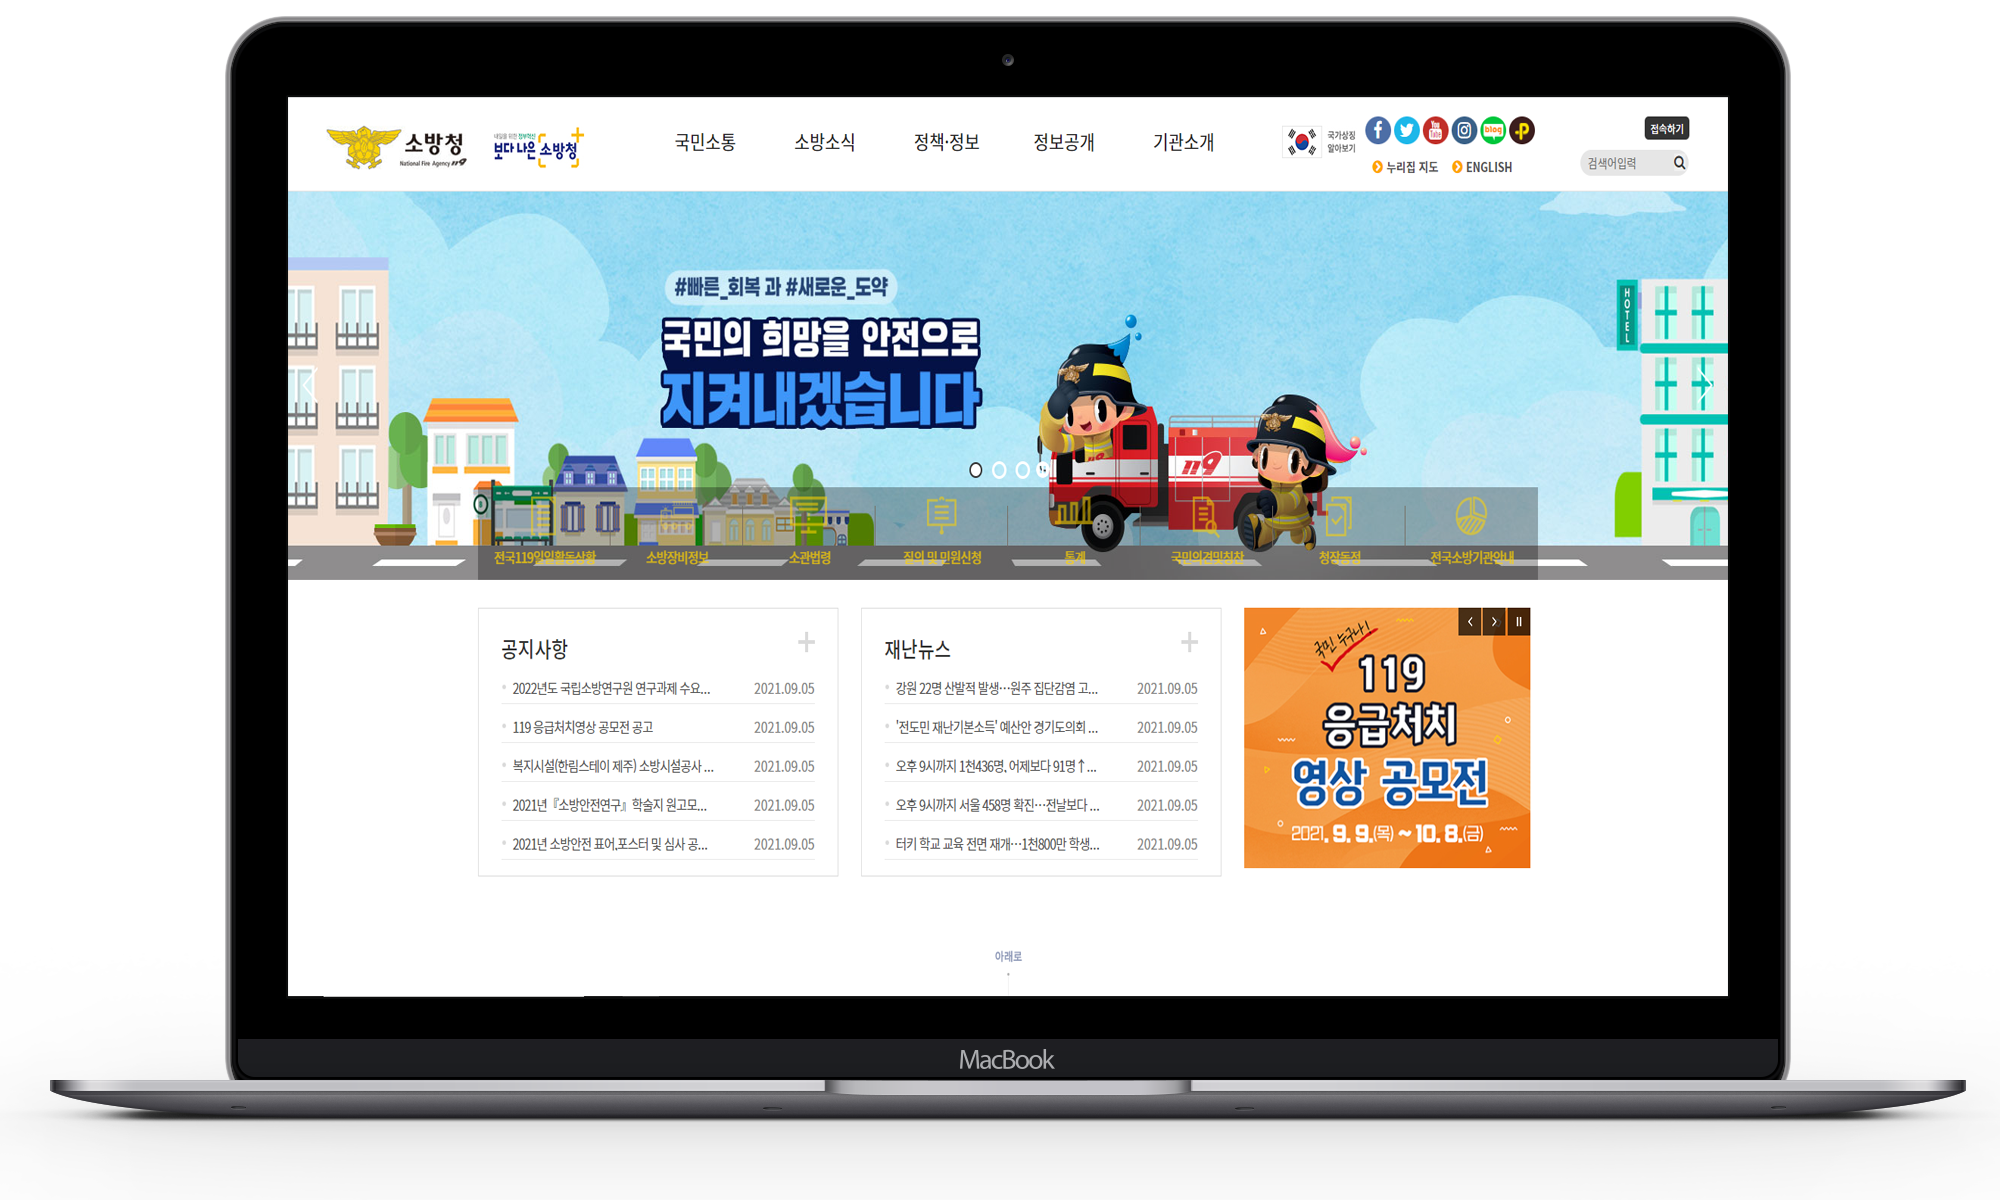 소방청
National Fire Agency 119
내일을 위한 정부혁신
보다 나은 소방청
국민소통
소방소식
정책·정보
정보공개
기관소개
국가상징
알아보기
You
Tube
blog
접속하기
누리집 지도
ENGLISH
검색어입력
#빠른_회복 과 #새로운_도약
국민의 희망을 안전으로
지켜내겠습니다
HOTEL
119
119
전국119일일활동상황
소방장비정보
소관법령
질의 및 민원신청
통계
국민의견및칭찬
청장동정
전국소방기관안내
공지사항
2022년도 국립소방연구원 연구과제 수요... 2021.09.05
119 응급처치영상 공모전 공고 2021.09.05
복지시설(한림스테이 제주) 소방시설공사 ... 2021.09.05
2021년『소방안전연구』학술지 원고모... 2021.09.05
2021년 소방안전 표어,포스터 및 심사 공... 2021.09.05
재난뉴스
강원 22명 산발적 발생…원주 집단감염 고... 2021.09.05
'전도민 재난기본소득' 예산안 경기도의회 ... 2021.09.05
오후 9시까지 1천436명, 어제보다 91명↑... 2021.09.05
오후 9시까지 서울 458명 확진…전날보다 ... 2021.09.05
터키 학교 교육 전면 재개…1천800만 학생... 2021.09.05
국민 누구나!
119
응급처치
영상 공모전
2021. 9. 9.(목) ~ 10. 8.(금)
아래로
MacBook